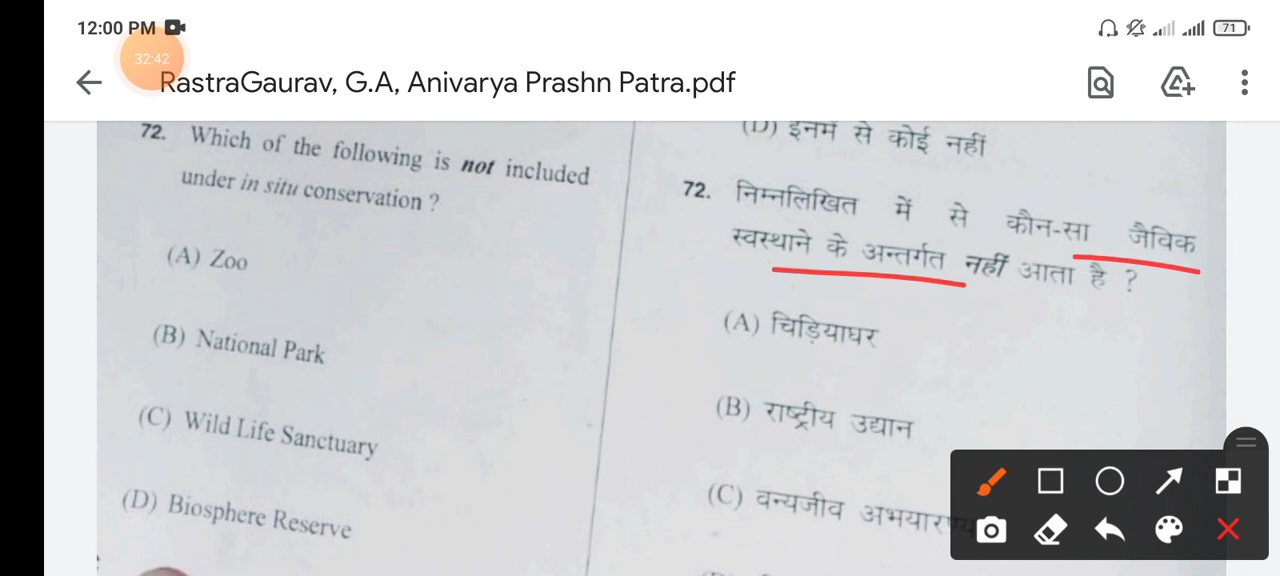 12:00 PM
71
32:42
RastraGaurav, G.A, Anivarya Prashn Patra.pdf
72. Which of the following is not included
under in situ conservation ?
(A) Zoo
(B) National Park
(C) Wild Life Sanctuary
(D) Biosphere Reserve
(D) इनमें से कोई नहीं
72. निम्नलिखित में से कौन-सा जैविक
स्वस्थाने के अन्तर्गत नहीं आता है ?
(A) चिड़ियाघर
(B) राष्ट्रीय उद्यान
(C) वन्यजीव